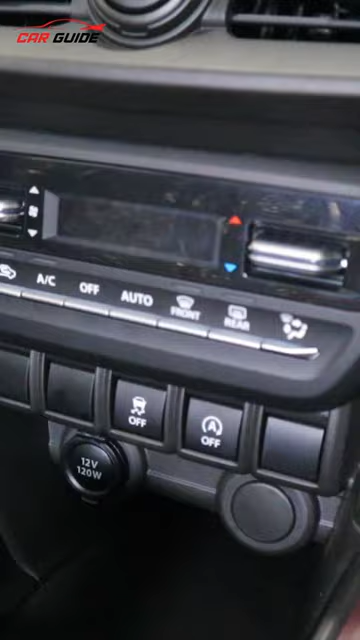 CAR GUIDE
A/C
OFF
AUTO
FRONT
REAR
OFF
OFF
12V
120W